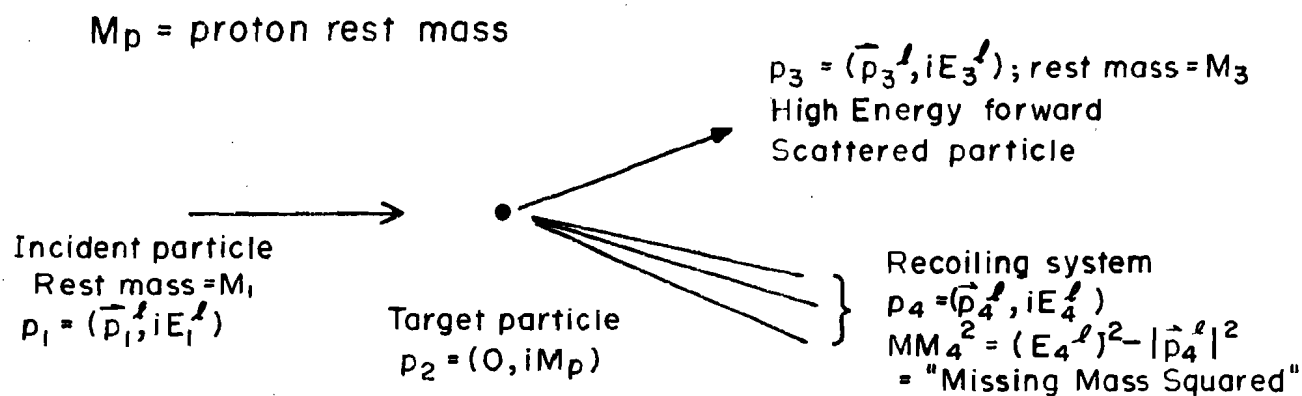 Mp = proton rest mass
p₃ = (p⃗₃ˡ, iE₃ˡ); rest mass = M₃
High Energy forward
Scattered particle
Incident particle
Rest mass = M₁
p₁ = (p⃗₁ˡ, iE₁ˡ)
Target particle
p₂ = (0, iMp)
Recoiling system
p₄ = (p⃗₄ˡ, iE₄ˡ)
MM₄² = (E₄ˡ)² – |p⃗₄ˡ|²
= "Missing Mass Squared"